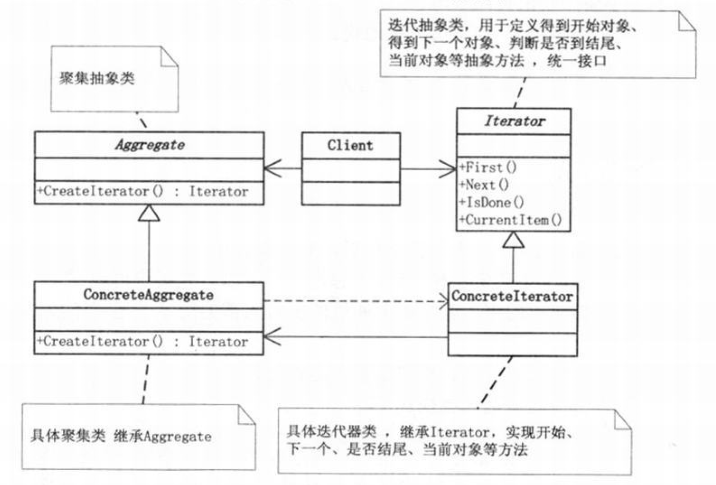 迭代抽象类，用于定义得到开始对象、
得到下一个对象、判断是否到结尾、
当前对象等抽象方法 ，统一接口
聚集抽象类
Aggregate
+CreateIterator() : Iterator
Client
Iterator
+First()
+Next()
+IsDone()
+CurrentItem()
ConcreteAggregate
+CreateIterator() : Iterator
ConcreteIterator
具体聚集类 继承Aggregate
具体迭代器类 ，继承Iterator，实现开始、
下一个、是否结尾、当前对象等方法